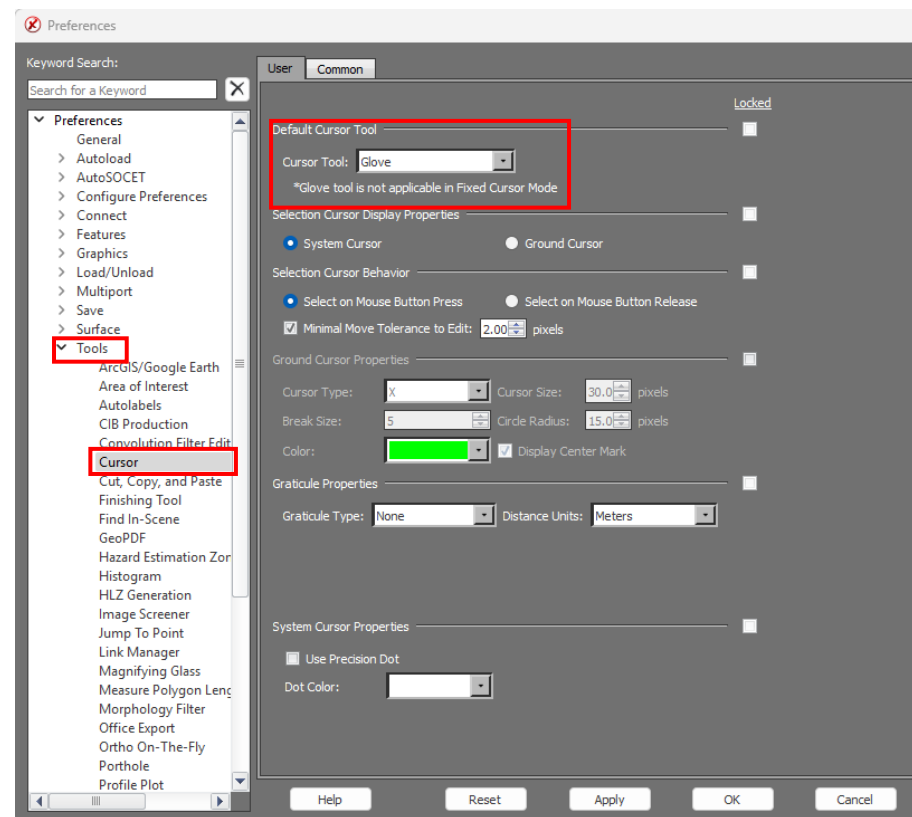 Preferences
Keyword Search:
Search for a Keyword
Preferences
General
Autoload
AutoSOCET
Configure Preferences
Connect
Features
Graphics
Load/Unload
Multiport
Save
Surface
Tools
ArcGIS/Google Earth
Area of Interest
Autolabels
CIB Production
Convolution Filter Edit
Cursor
Cut, Copy, and Paste
Finishing Tool
Find In-Scene
GeoPDF
Hazard Estimation Zor
Histogram
HLZ Generation
Image Screener
Jump To Point
Link Manager
Magnifying Glass
Measure Polygon Leng
Morphology Filter
Office Export
Ortho On-The-Fly
Porthole
Profile Plot
User Common
Locked
Default Cursor Tool
Cursor Tool: Glove
*Glove tool is not applicable in Fixed Cursor Mode
Selection Cursor Display Properties
System Cursor Ground Cursor
Selection Cursor Behavior
Select on Mouse Button Press Select on Mouse Button Release
Minimal Move Tolerance to Edit: 2.00 pixels
Ground Cursor Properties
Cursor Type: X Cursor Size: 30.0 pixels
Break Size: 5 Circle Radius: 15.0 pixels
Color: Display Center Mark
Graticule Properties
Graticule Type: None Distance Units: Meters
System Cursor Properties
Use Precision Dot
Dot Color:
Help Reset Apply OK Cancel